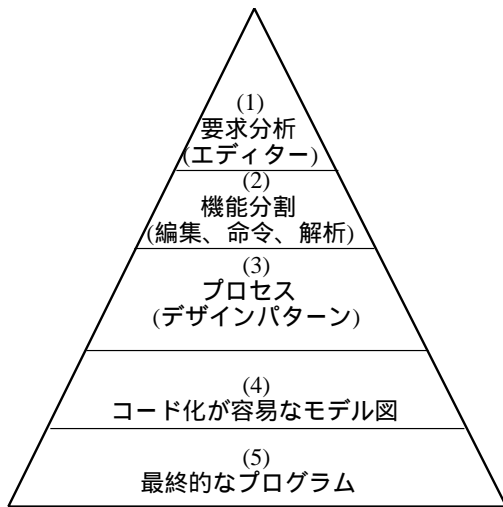 (1)
要求分析
(エディター)
(2)
機能分割
(編集、命令、解析)
(3)
プロセス
(デザインパターン)
(4)
コード化が容易なモデル図
(5)
最終的なプログラム